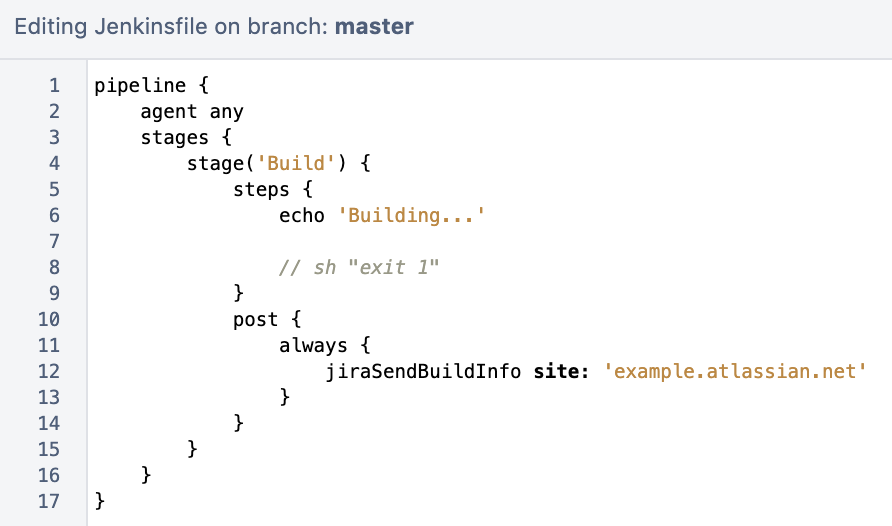 Editing Jenkinsfile on branch: master
1 pipeline {
2     agent any
3     stages {
4         stage('Build') {
5             steps {
6                 echo 'Building...'
7
8                 // sh "exit 1"
9             }
10             post {
11                 always {
12                     jiraSendBuildInfo site: 'example.atlassian.net'
13                 }
14             }
15         }
16     }
17 }